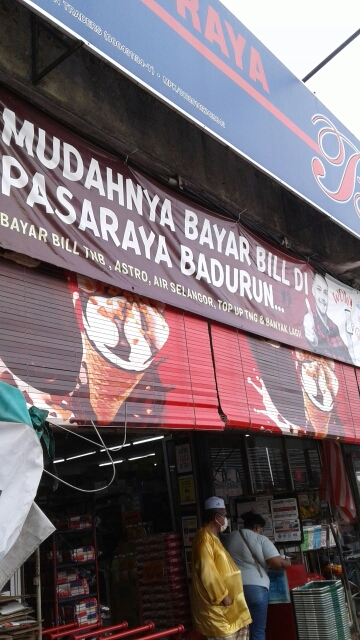 RAYA
MUDAHNYA BAYAR BILL DI
PASARAYA BADURUN...
BAYAR BILL TNB , ASTRO, AIR SELANGOR, TOP UP TNG & BANYAK LAGI